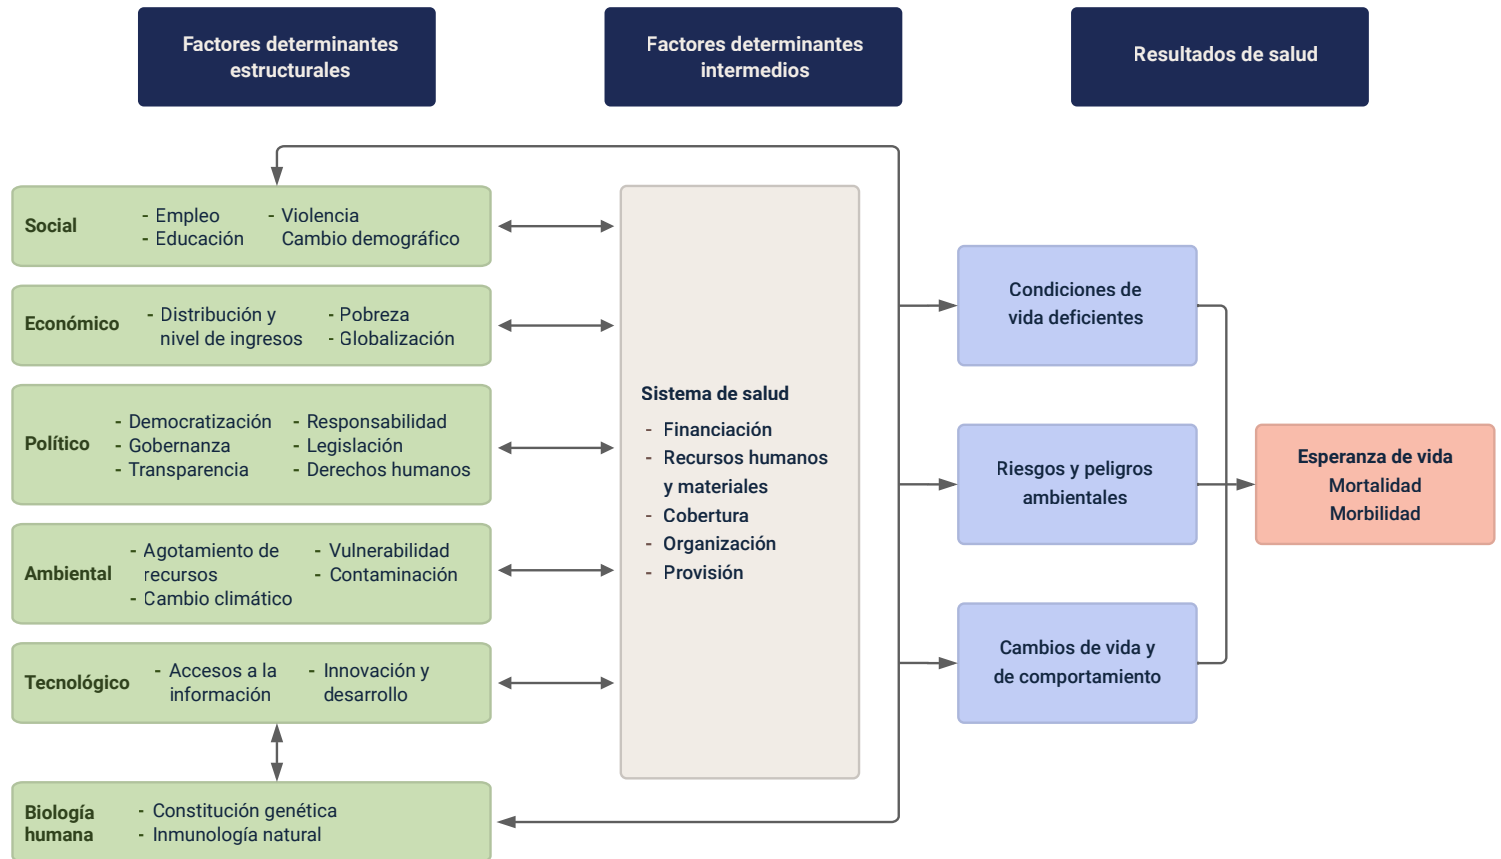 Factores determinantes
estructurales
Factores determinantes
intermedios
Resultados de salud
Social
- Empleo
- Educación
- Violencia
Cambio demográfico
Económico
- Distribución y
nivel de ingresos
- Pobreza
- Globalización
Político
- Democratización
- Gobernanza
- Transparencia
- Responsabilidad
- Legislación
- Derechos humanos
Ambiental
- Agotamiento de
recursos
- Cambio climático
- Vulnerabilidad
- Contaminación
Tecnológico
- Accesos a la
información
- Innovación y
desarrollo
Biología
humana
- Constitución genética
- Inmunología natural
Sistema de salud
- Financiación
- Recursos humanos
y materiales
- Cobertura
- Organización
- Provisión
Condiciones de
vida deficientes
Riesgos y peligros
ambientales
Cambios de vida y
de comportamiento
Esperanza de vida
Mortalidad
Morbilidad